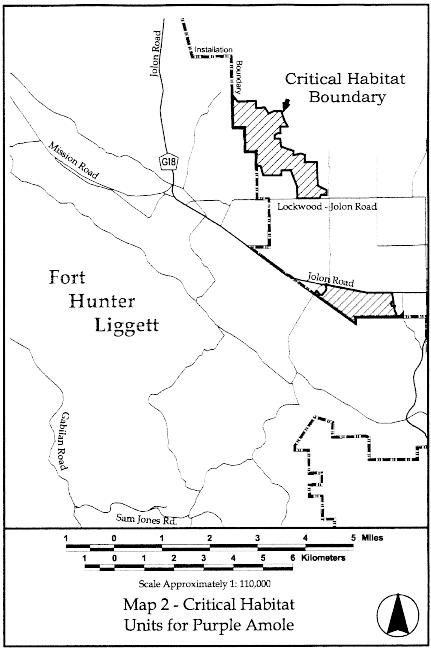 Installation
Boundary
Jolon Road
G18
Critical Habitat
Boundary
Mission Road
Lockwood - Jolon Road
Jolon Road
Fort
Hunter
Liggett
Gabilan Road
Sam Jones Rd.
1 0 1 2 3 4 5 Miles
1 0 1 2 3 4 5 6 Kilometers
Scale Approximately 1: 110,000
Map 2 - Critical Habitat
Units for Purple Amole